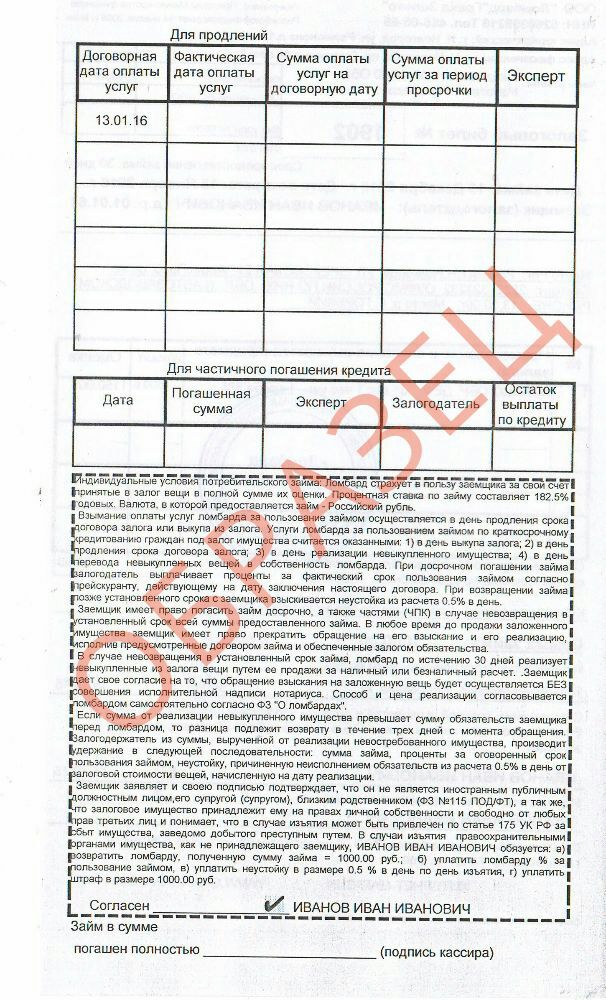 Для продлений
Договорная дата оплаты услуг | Фактическая дата оплаты услуг | Сумма оплаты услуг на договорную дату | Сумма оплаты услуг за период просрочки | Эксперт
13.01.16
Для частичного погашения кредита
Дата | Погашенная сумма | Эксперт | Залогодатель | Остаток выплаты по кредиту
ОБРАЗЕЦ
Индивидуальные условия потребительского займа: Ломбард страхует в пользу заемщика за свой счет
принятые в залог вещи в полной сумме их оценки. Процентная ставка по займу составляет 182.5%
годовых. Валюта, в которой предоставляется займ - Российский рубль.
Взымание оплаты услуг ломбарда за пользование займом осуществляется в день продления срока
договора залога или выкупа из залога. Услуги ломбарда за пользованием займом по краткосрочному
кредитованию граждан под залог имущества считается оказанными: 1) в день выкупа залога; 2) в день
продления срока договора залога; 3) в день реализации невыкупленного имущества; 4) в день
перевода невыкупленных вещей в собственность ломбарда. При досрочном погашении займа
залогодатель выплачивает проценты за фактический срок пользования займом согласно
прейскуранту, действующему на дату заключения настоящего договора. При возвращении займа
позже установленного срока с заемщика взыскивается неустойка из расчета 0.5% в день.
Заемщик имеет право погасить займ досрочно, а также частями (ЧПК) в случае невозвращения в
установленный срок всей суммы предоставленного займа. В любое время до продажи заложенного
имущества заемщик имеет право прекратить обращение на его взыскание и его реализацию,
исполнив предусмотренные договором займа и обеспеченные залогом обязательства.
В случае невозвращения в установленный срок займа, ломбард по истечению 30 дней реализует
невыкупленные из залога вещи путем ее продажи за наличный или безналичный расчет. .Заемщик
дает свое согласие на то, что обращение взыскания на заложенную вещь будет осуществляется БЕЗ
совершения исполнительной надписи нотариуса. Способ и цена реализации согласовывается
ломбардом самостоятельно согласно ФЗ "О ломбардах".
Если сумма от реализации невыкупленного имущества превышает сумму обязательств заемщика
перед ломбардом, то разница подлежит возврату в течение трех дней с момента обращения.
Залогодержатель из суммы, вырученной от реализации невостребованного имущества, производит
удержание в следующей последовательности: сумма займа, проценты за оговоренный срок
пользования займом, неустойку, причиненную неисполнением обязательств из расчета 0.5% в день от
залоговой стоимости вещей, начисленную на дату реализации.
Заемщик заявляет и своею подписью подтверждает, что он не является иностранным публичным
должностным лицом,его супругой (супругом), близким родственником (ФЗ №115 ПОД/ФТ), а так же,
что залоговое имущество принадлежит ему на правах личной собственности и свободно от любых
прав третьих лиц и понимает, что в случае изъятия может быть привлечен по статье 175 УК РФ за
сбыт имущества, заведомо добытого преступным путем. В случаи изъятия правоохранительными
органами имущества, как не принадлежащего заемщику, ИВАНОВ ИВАН ИВАНОВИЧ обязуется: а)
возвратить ломбарду, полученную сумму займа = 1000.00 руб.; б) уплатить ломбарду % за
пользование займом, в) уплатить неустойку в размере 0.5 % в день по день изъятия, г) уплатить
штраф в размере 1000.00 руб.
Согласен ИВАНОВ ИВАН ИВАНОВИЧ
Займ в сумме
погашен полностью (подпись кассира)